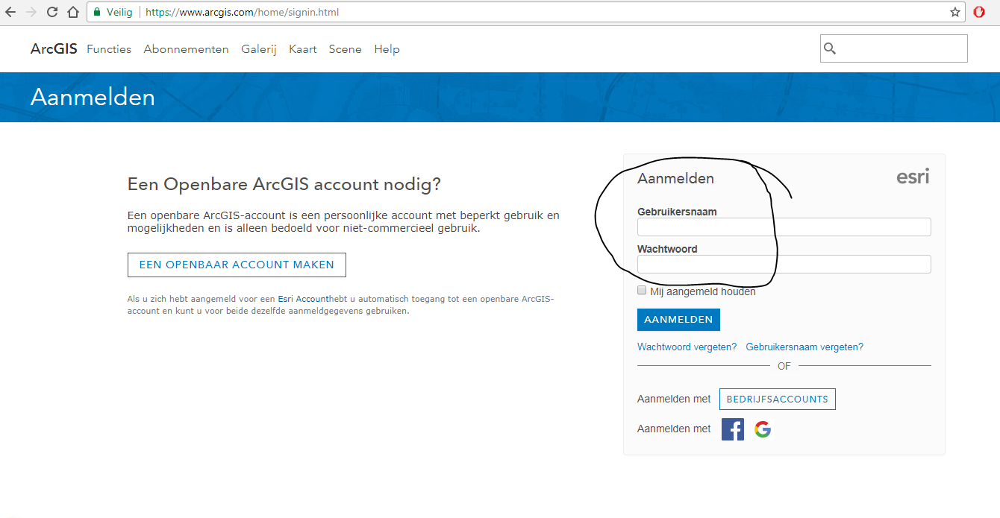 Veilig https://www.arcgis.com/home/signin.html
ArcGIS Functies Abonnementen Galerij Kaart Scene Help
Aanmelden
Een Openbare ArcGIS account nodig?
Een openbare ArcGIS-account is een persoonlijke account met beperkt gebruik en
mogelijkheden en is alleen bedoeld voor niet-commercieel gebruik.
EEN OPENBAAR ACCOUNT MAKEN
Als u zich hebt aangemeld voor een Esri Accounthebt u automatisch toegang tot een openbare ArcGIS-
account en kunt u voor beide dezelfde aanmeldgegevens gebruiken.
Aanmelden
esri
Gebruikersnaam
Wachtwoord
Mij aangemeld houden
AANMELDEN
Wachtwoord vergeten? Gebruikersnaam vergeten?
OF
Aanmelden met BEDRIJFSACCOUNTS
Aanmelden met